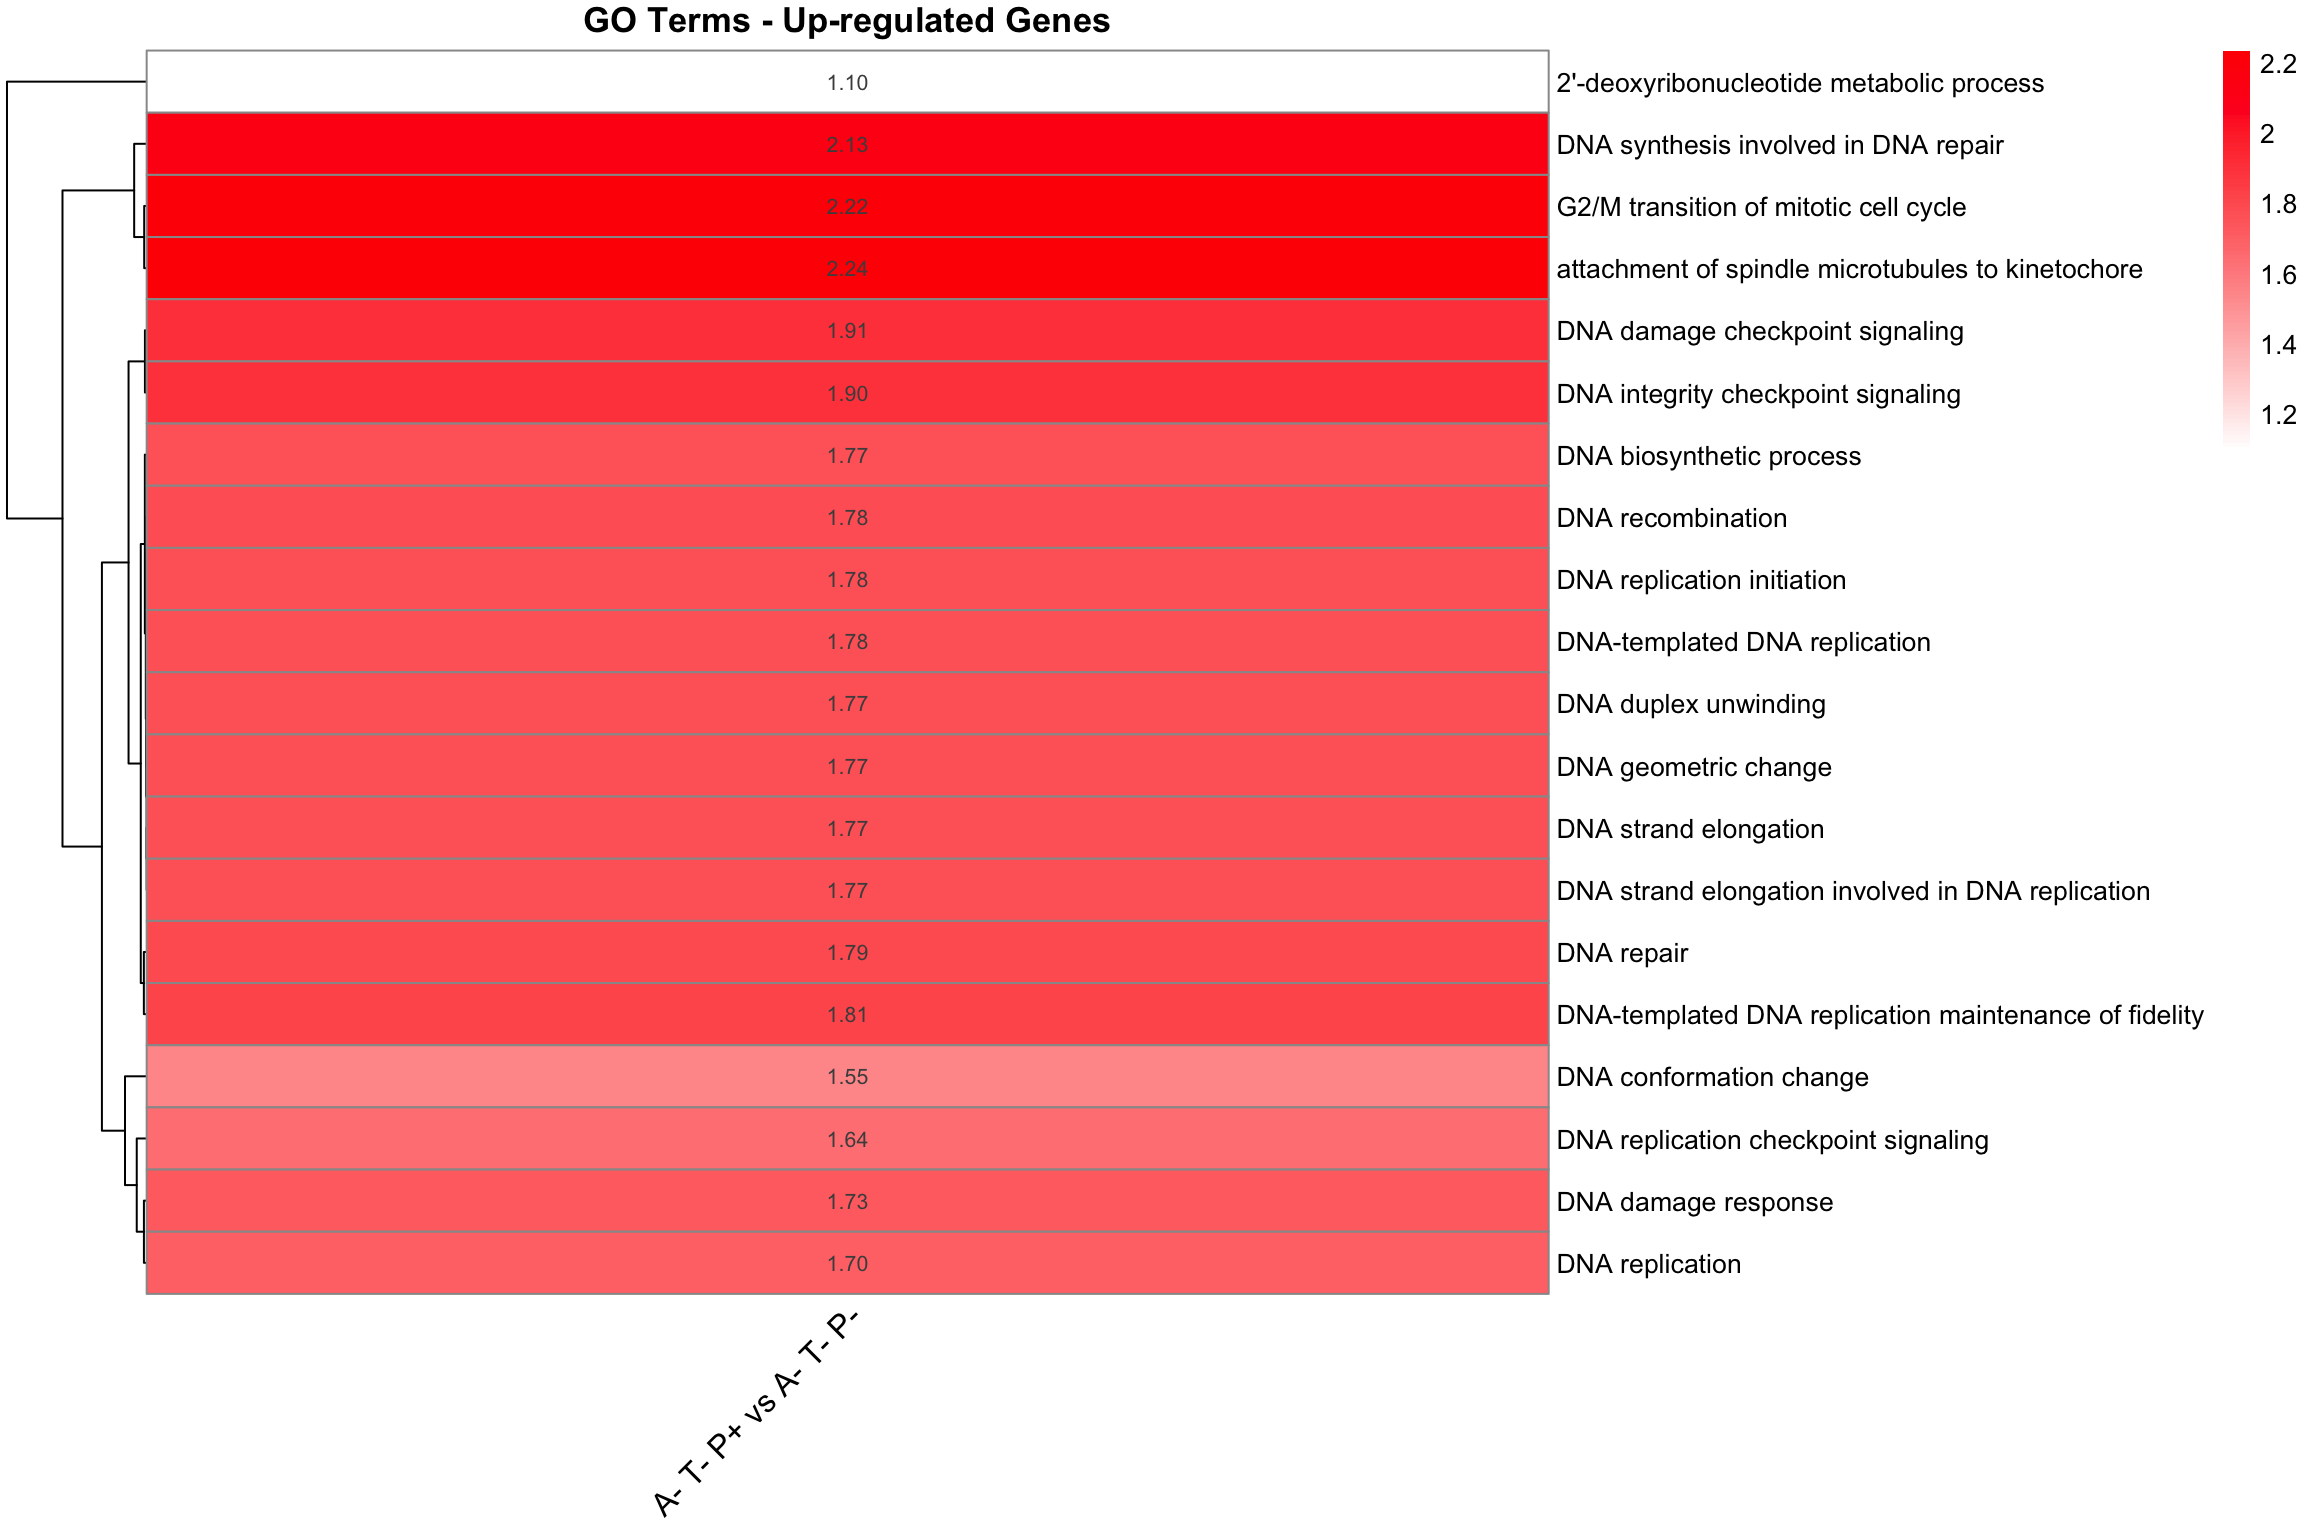 GO Terms - Up-regulated Genes
1.10 2'-deoxyribonucleotide metabolic process
2.13 DNA synthesis involved in DNA repair
2.22 G2/M transition of mitotic cell cycle
2.24 attachment of spindle microtubules to kinetochore
1.91 DNA damage checkpoint signaling
1.90 DNA integrity checkpoint signaling
1.77 DNA biosynthetic process
1.78 DNA recombination
1.78 DNA replication initiation
1.78 DNA-templated DNA replication
1.77 DNA duplex unwinding
1.77 DNA geometric change
1.77 DNA strand elongation
1.77 DNA strand elongation involved in DNA replication
1.79 DNA repair
1.81 DNA-templated DNA replication maintenance of fidelity
1.55 DNA conformation change
1.64 DNA replication checkpoint signaling
1.73 DNA damage response
1.70 DNA replication
A- T- P+ vs A- T- P-
2.2
2
1.8
1.6
1.4
1.2